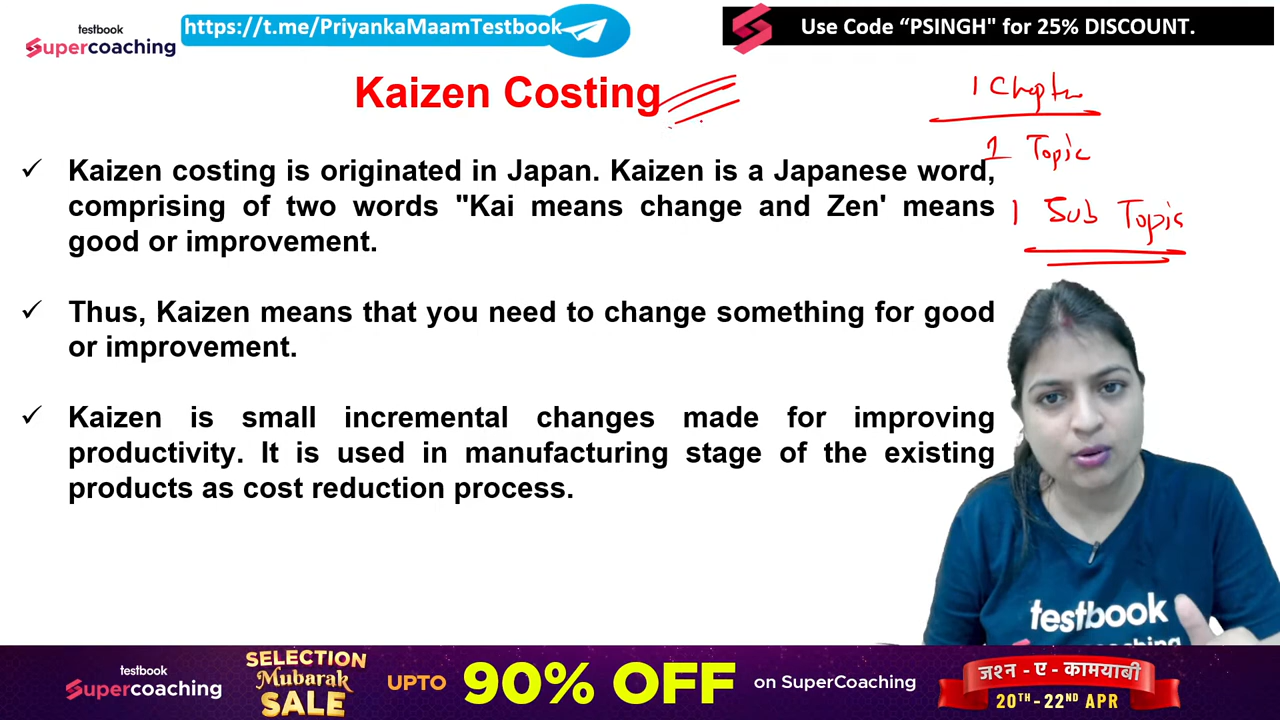 testbook
Supercoaching
https://t.me/PriyankaMaamTestbook
Use Code “PSINGH" for 25% DISCOUNT.
Kaizen Costing
1 Chapter
1 Topic
1 Sub Topic
✓ Kaizen costing is originated in Japan. Kaizen is a Japanese word,
comprising of two words "Kai means change and Zen' means
good or improvement.
✓ Thus, Kaizen means that you need to change something for good
or improvement.
✓ Kaizen is small incremental changes made for improving
productivity. It is used in manufacturing stage of the existing
products as cost reduction process.
testbook
testbook
Supercoaching
SELECTION
Mubarak
SALE
UPTO 90% OFF on SuperCoaching
जश्न - ए - कामयाबी
20TH - 22ND APR